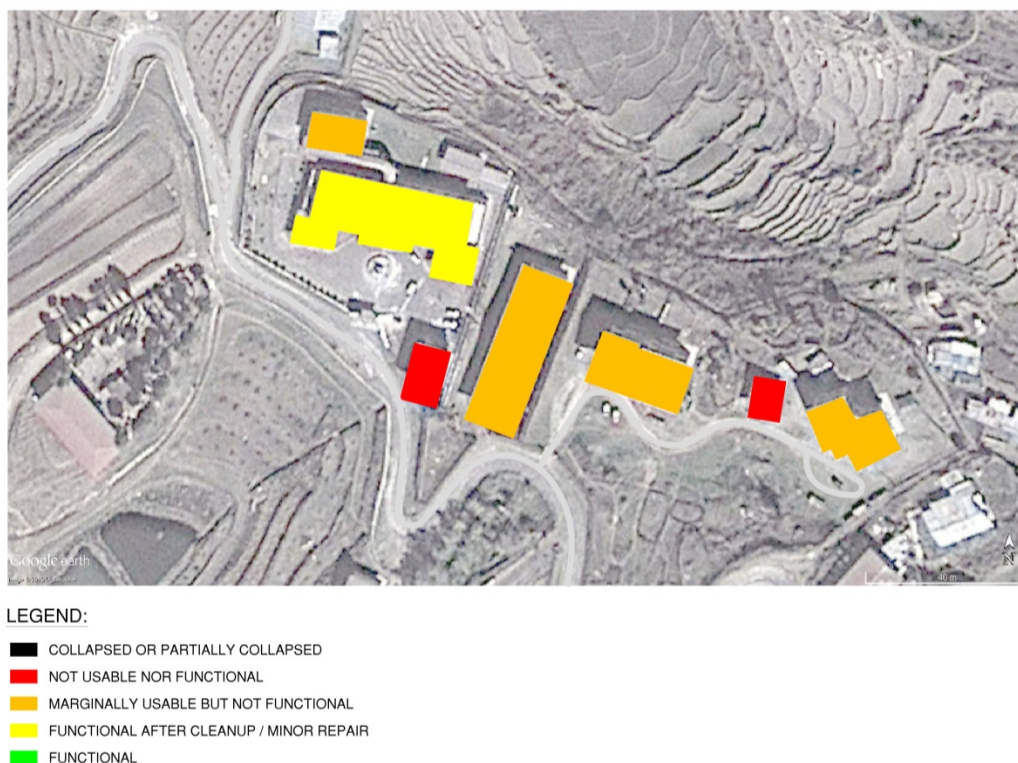 Google earth
N
40 m
LEGEND:
COLLAPSED OR PARTIALLY COLLAPSED
NOT USABLE NOR FUNCTIONAL
MARGINALLY USABLE BUT NOT FUNCTIONAL
FUNCTIONAL AFTER CLEANUP / MINOR REPAIR
FUNCTIONAL